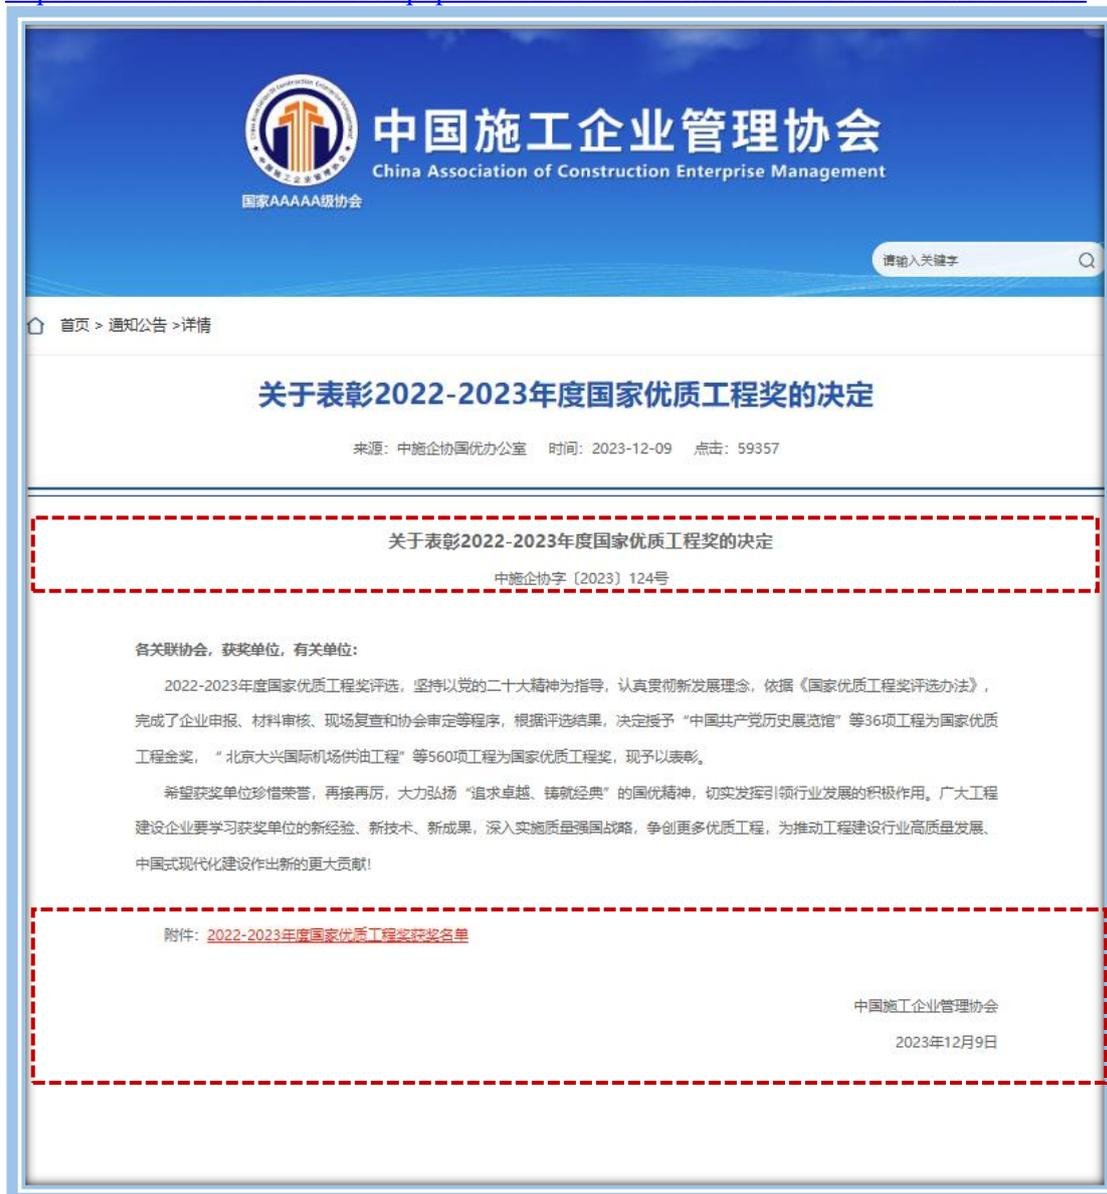 中国施工企业管理协会
China Association of Construction Enterprise Management
国家AAAAA级协会
请输入关键字
首页 > 通知公告 >详情
关于表彰2022-2023年度国家优质工程奖的决定
来源：中施企协国优办公室 时间：2023-12-09 点击：59357
关于表彰2022-2023年度国家优质工程奖的决定
中施企协字〔2023〕124号
各关联协会，获奖单位，有关单位：
2022-2023年度国家优质工程奖评选，坚持以党的二十大精神为指导，认真贯彻新发展理念，依据《国家优质工程奖评选办法》，
完成了企业申报、材料审核、现场复查和协会审定等程序，根据评选结果，决定授予“中国共产党历史展览馆”等36项工程为国家优质
工程金奖，“北京大兴国际机场供油工程”等560项工程为国家优质工程奖，现予以表彰。
希望获奖单位珍惜荣誉，再接再厉，大力弘扬“追求卓越、铸就经典”的国优精神，切实发挥引领行业发展的积极作用。广大工程
建设企业要学习获奖单位的新经验、新技术、新成果，深入实施质量强国战略，争创更多优质工程，为推动工程建设行业高质量发展、
中国式现代化建设作出新的更大贡献！
附件：2022-2023年度国家优质工程奖获奖名单
中国施工企业管理协会
2023年12月9日